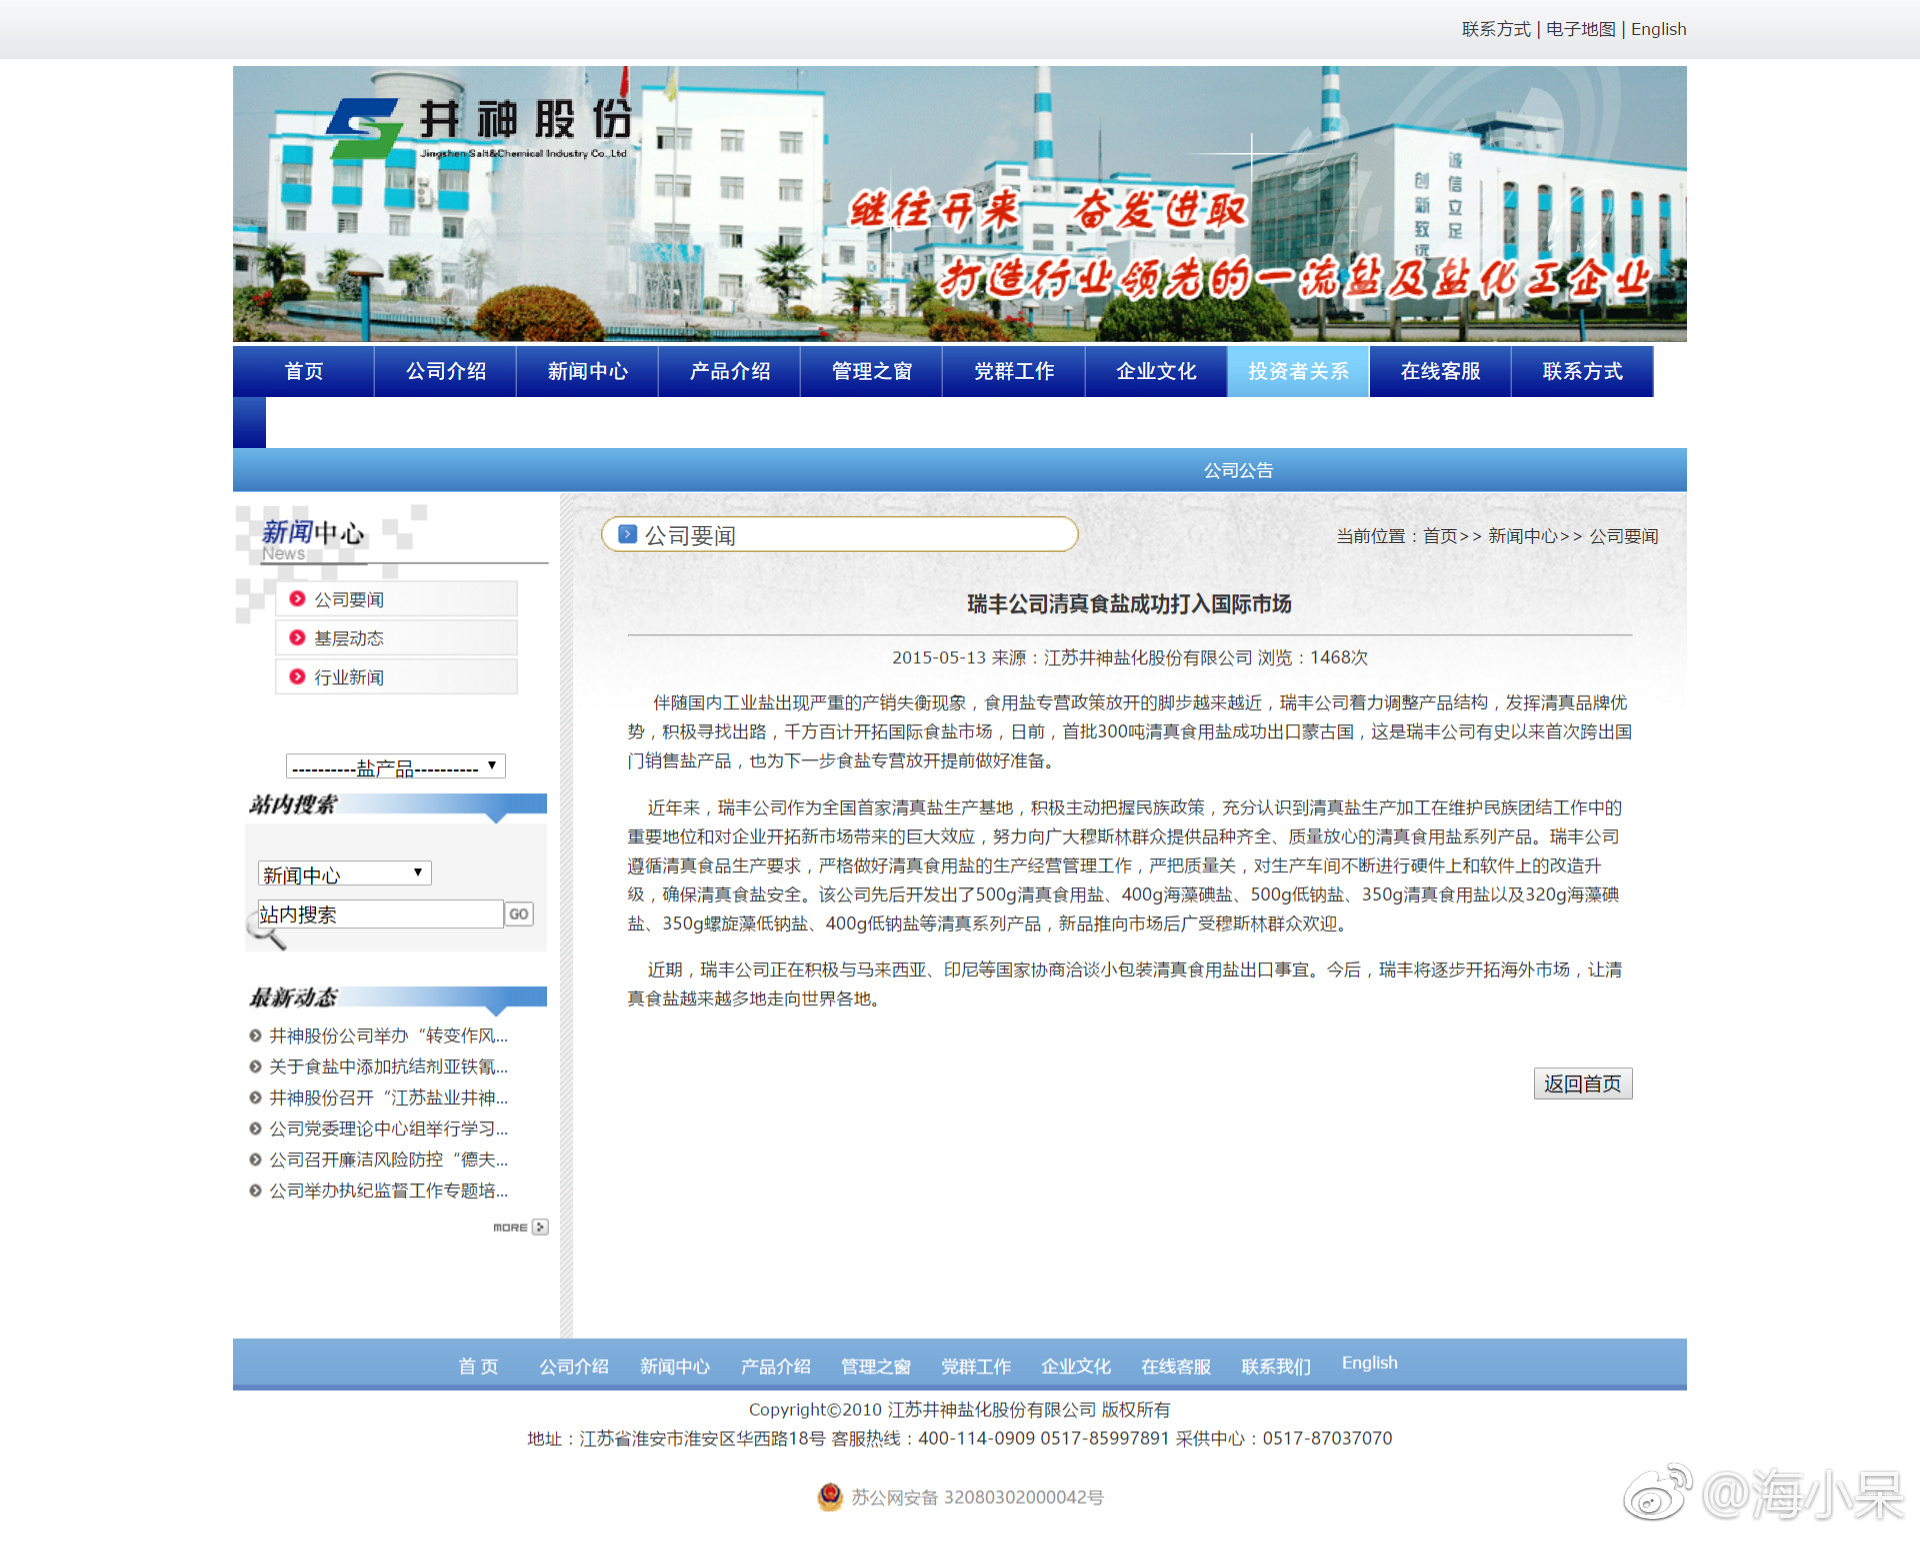 联系方式 | 电子地图 | English
井神股份
Jingshen Salt&Chemical Industry Co.,Ltd
诚信立足
创新致远
继往开来 奋发进取
打造行业领先的一流盐及盐化工企业
首页 公司介绍 新闻中心 产品介绍 管理之窗 党群工作 企业文化 投资者关系 在线客服 联系方式
公司公告
新闻中心
News
公司要闻
基层动态
行业新闻
----------盐产品----------
站内搜索
新闻中心
站内搜索 GO
最新动态
井神股份公司举办“转变作风...
关于食盐中添加抗结剂亚铁氰...
井神股份召开“江苏盐业井神...
公司党委理论中心组举行学习...
公司召开廉洁风险防控“德夫...
公司举办执纪监督工作专题培...
MORE
公司要闻
当前位置：首页>> 新闻中心>> 公司要闻
瑞丰公司清真食盐成功打入国际市场
2015-05-13 来源：江苏井神盐化股份有限公司 浏览：1468次
伴随国内工业盐出现严重的产销失衡现象，食用盐专营政策放开的脚步越来越近，瑞丰公司着力调整产品结构，发挥清真品牌优
势，积极寻找出路，千方百计开拓国际食盐市场，日前，首批300吨清真食用盐成功出口蒙古国，这是瑞丰公司有史以来首次跨出国
门销售盐产品，也为下一步食盐专营放开提前做好准备。
近年来，瑞丰公司作为全国首家清真盐生产基地，积极主动把握民族政策，充分认识到清真盐生产加工在维护民族团结工作中的
重要地位和对企业开拓新市场带来的巨大效应，努力向广大穆斯林群众提供品种齐全、质量放心的清真食用盐系列产品。瑞丰公司
遵循清真食品生产要求，严格做好清真食用盐的生产经营管理工作，严把质量关，对生产车间不断进行硬件上和软件上的改造升
级，确保清真食盐安全。该公司先后开发出了500g清真食用盐、400g海藻碘盐、500g低钠盐、350g清真食用盐以及320g海藻碘
盐、350g螺旋藻低钠盐、400g低钠盐等清真系列产品，新品推向市场后广受穆斯林群众欢迎。
近期，瑞丰公司正在积极与马来西亚、印尼等国家协商洽谈小包装清真食用盐出口事宜。今后，瑞丰将逐步开拓海外市场，让清
真食盐越来越多地走向世界各地。
返回首页
首 页 公司介绍 新闻中心 产品介绍 管理之窗 党群工作 企业文化 在线客服 联系我们 English
Copyright©2010 江苏井神盐化股份有限公司 版权所有
地址：江苏省淮安市淮安区华西路18号 客服热线：400-114-0909 0517-85997891 采供中心：0517-87037070
苏公网安备 32080302000042号
@海小呆